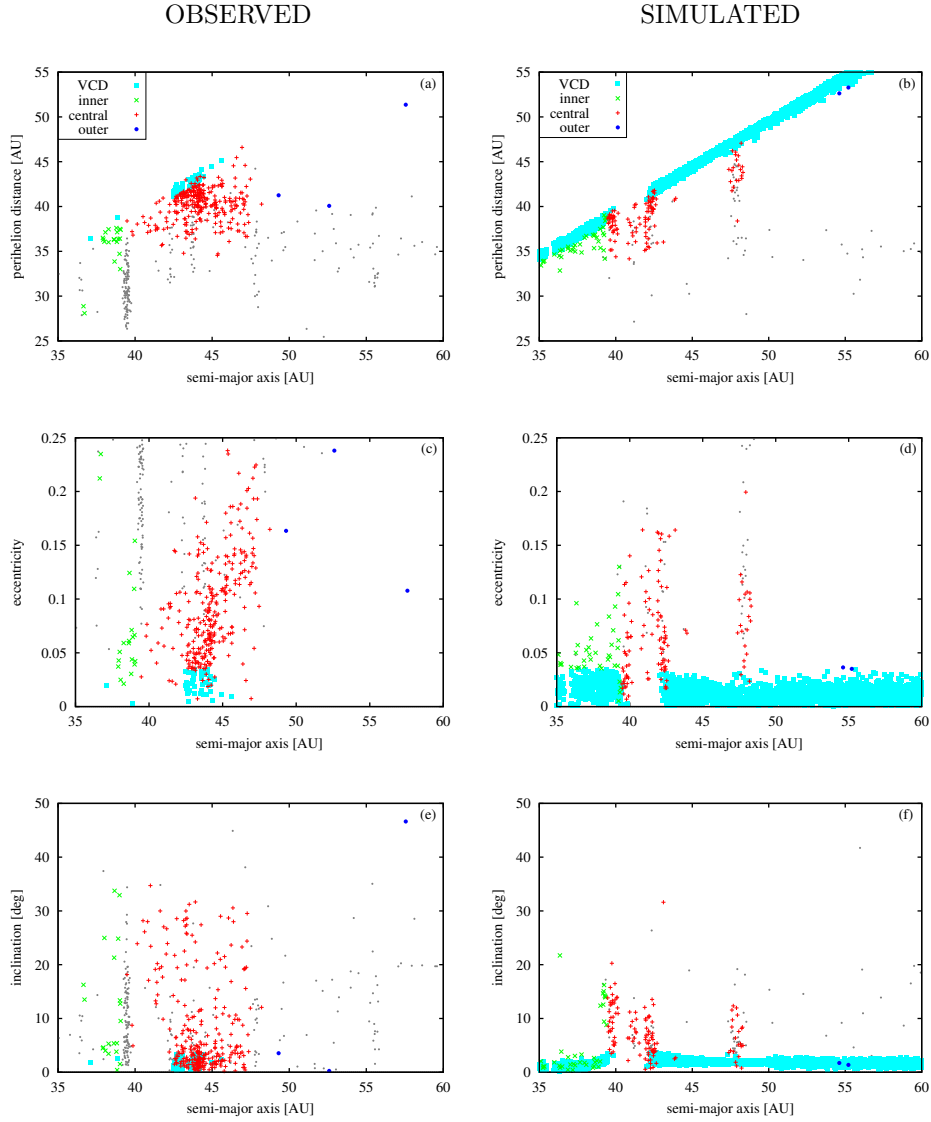 OBSERVED SIMULATED
55
50
45
40
35
30
25
35 40 45 50 55 60
perihelion distance [AU]
semi-major axis [AU]
(a)
VCD
inner
central
outer
55
50
45
40
35
30
25
35 40 45 50 55 60
perihelion distance [AU]
semi-major axis [AU]
(b)
VCD
inner
central
outer
0.25
0.2
0.15
0.1
0.05
0
35 40 45 50 55 60
eccentricity
semi-major axis [AU]
(c)
0.25
0.2
0.15
0.1
0.05
0
35 40 45 50 55 60
eccentricity
semi-major axis [AU]
(d)
50
40
30
20
10
0
35 40 45 50 55 60
inclination [deg]
semi-major axis [AU]
(e)
50
40
30
20
10
0
35 40 45 50 55 60
inclination [deg]
semi-major axis [AU]
(f)